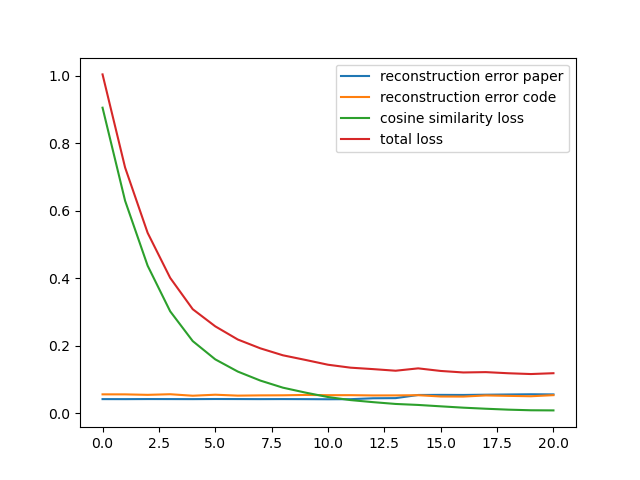 reconstruction error paper
reconstruction error code
cosine similarity loss
total loss
1.0
0.8
0.6
0.4
0.2
0.0
0.0 2.5 5.0 7.5 10.0 12.5 15.0 17.5 20.0